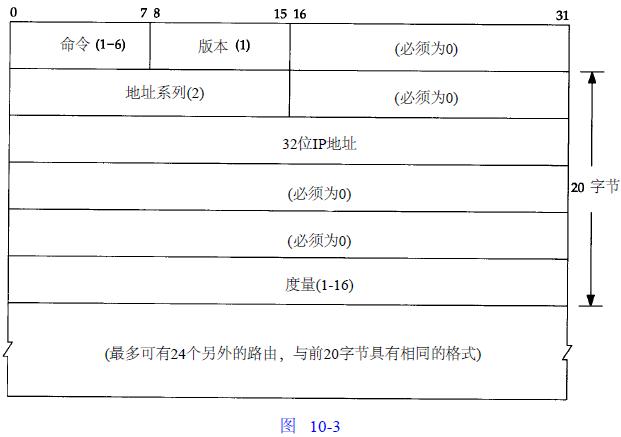 0 7 8 15 16 31
命令 (1-6) 版本 (1) (必须为0)
地址系列(2) (必须为0)
32位IP地址
(必须为0)
20 字节
(必须为0)
度量(1-16)
(最多可有24个另外的路由，与前20字节具有相同的格式)
图 10-3